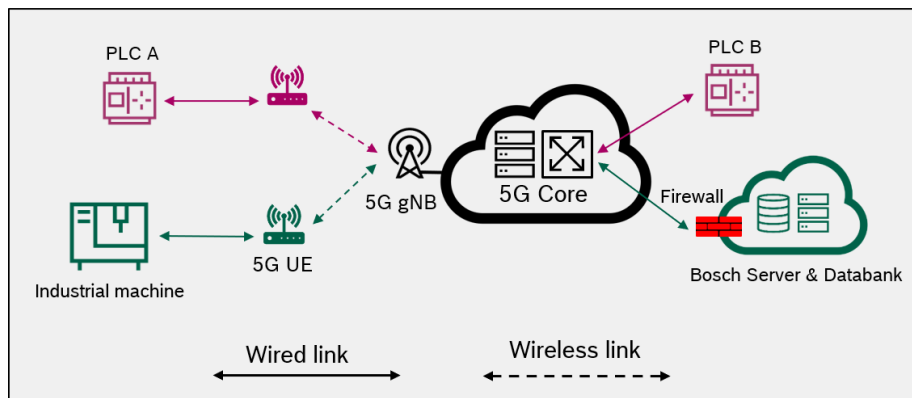 PLC A
PLC B
5G gNB
5G Core
Firewall
5G UE
Industrial machine
Bosch Server & Databank
Wired link
Wireless link